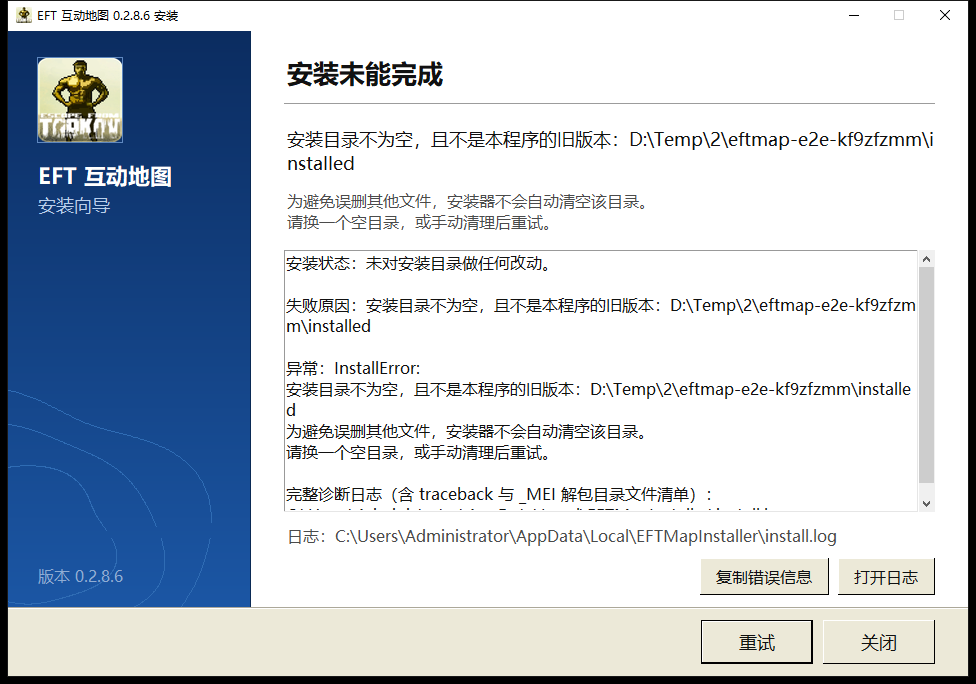 EFT 互动地图 0.2.8.6 安装
安装未能完成
EFT 互动地图
安装向导
安装目录不为空，且不是本程序的旧版本：D:\Temp\2\eftmap-e2e-kf9zfzmm\i
nstalled
为避免误删其他文件，安装器不会自动清空该目录。
请换一个空目录，或手动清理后重试。
安装状态：未对安装目录做任何改动。
失败原因：安装目录不为空，且不是本程序的旧版本：D:\Temp\2\eftmap-e2e-kf9zfzm
m\installed
异常：InstallError:
安装目录不为空，且不是本程序的旧版本：D:\Temp\2\eftmap-e2e-kf9zfzmm\installe
d
为避免误删其他文件，安装器不会自动清空该目录。
请换一个空目录，或手动清理后重试。
完整诊断日志（含 traceback 与 _MEI 解包目录文件清单）：
日志：C:\Users\Administrator\AppData\Local\EFTMapInstaller\install.log
版本 0.2.8.6
复制错误信息
打开日志
重试
关闭